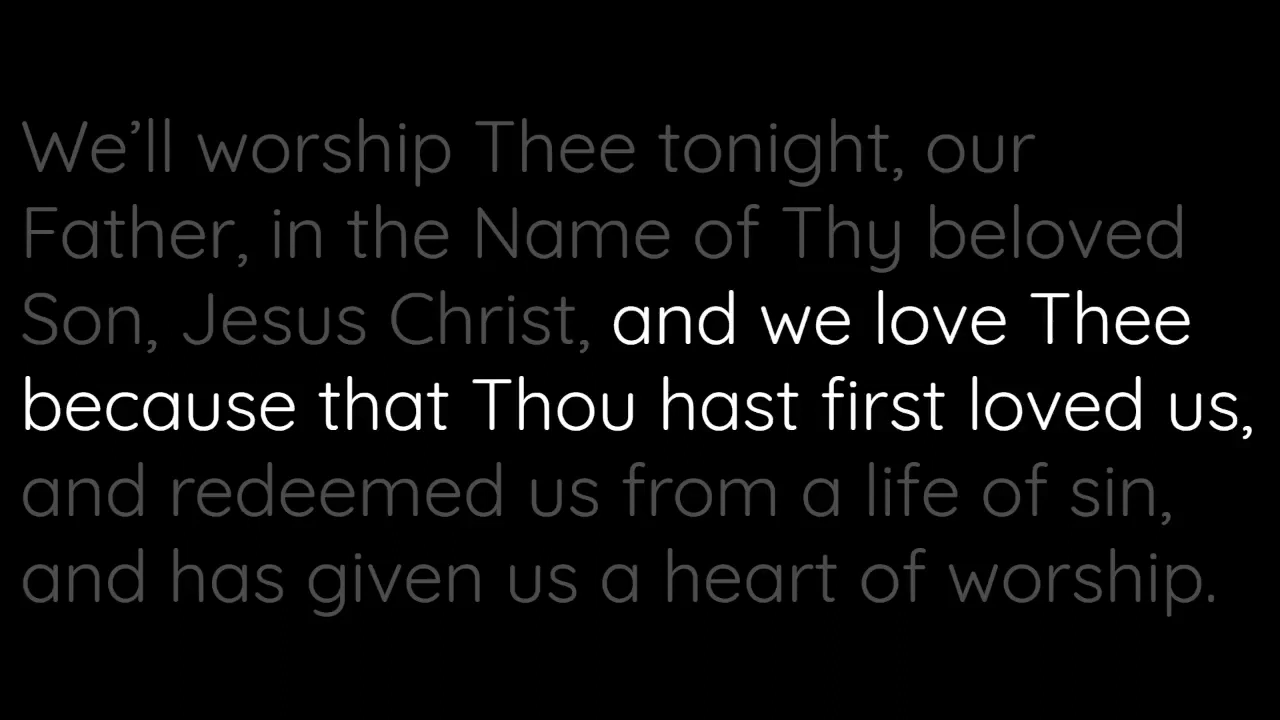 We’ll worship Thee tonight, our
Father, in the Name of Thy beloved
Son, Jesus Christ, and we love Thee
because that Thou hast first loved us,
and redeemed us from a life of sin,
and has given us a heart of worship.